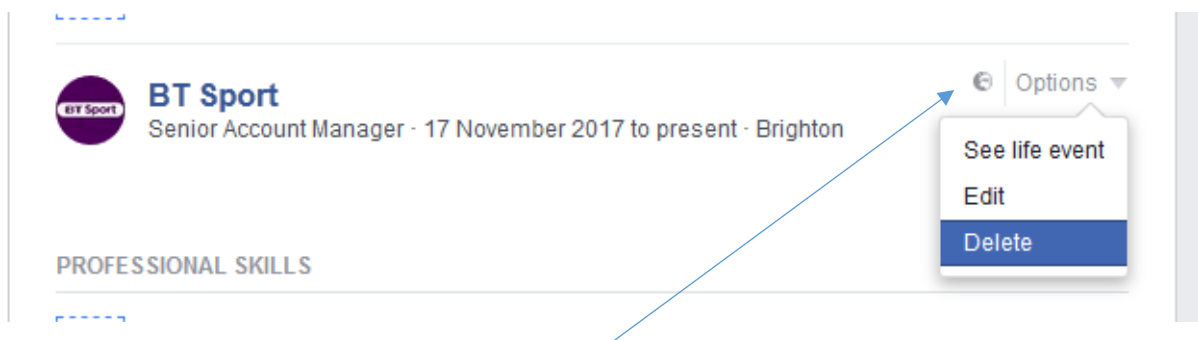 BT Sport
BT Sport
Options
Senior Account Manager · 17 November 2017 to present · Brighton
See life event
Edit
Delete
PROFESSIONAL SKILLS